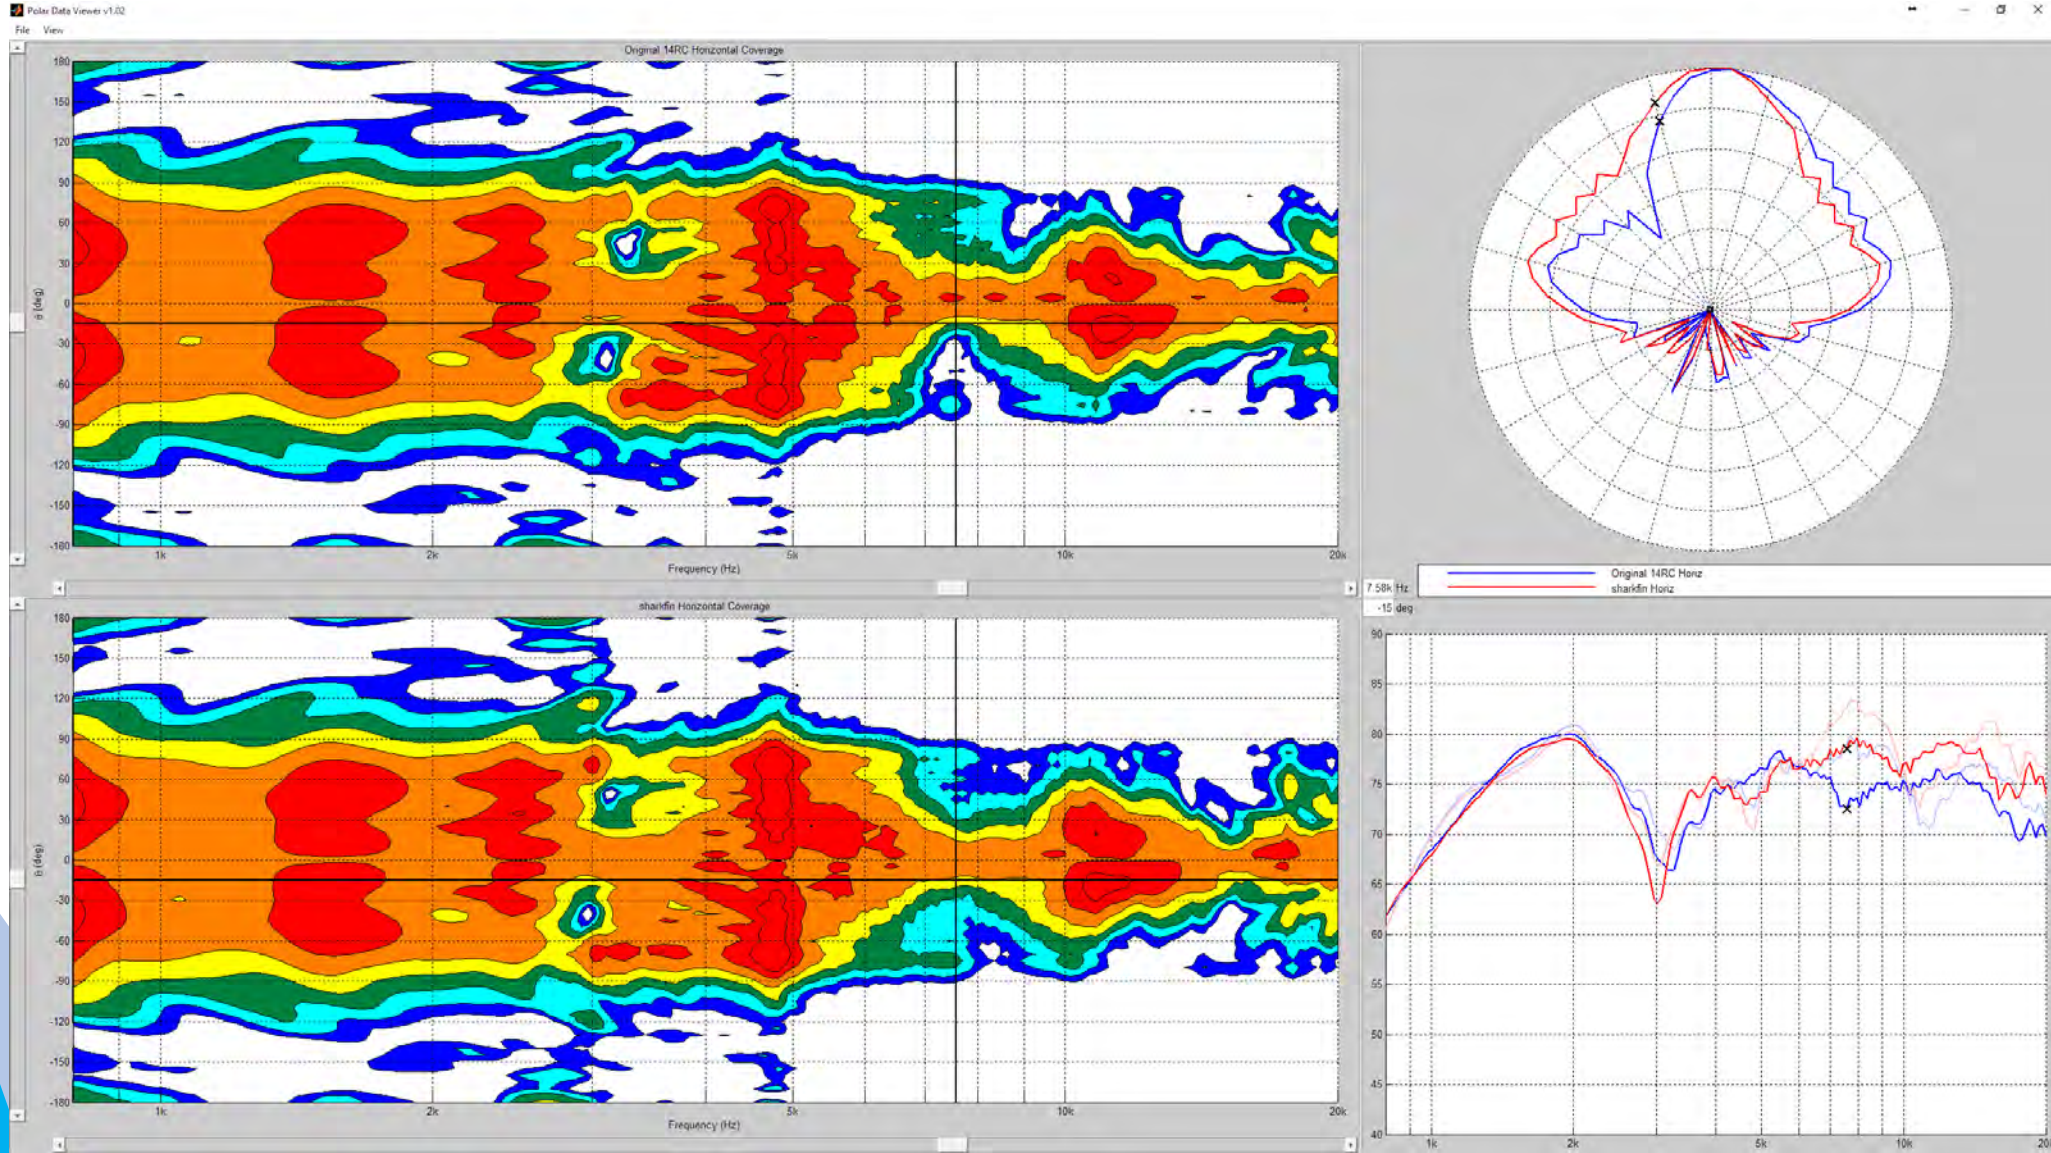 Polar Data Viewer v1.02
File View
Original 14RC Horizontal Coverage
180
150
120
90
60
30
0
-30
-60
-90
-120
-150
-180
θ (deg)
1k 2k 5k 10k 20k
Frequency (Hz)
7.58k Hz
-15 deg
Original 14RC Horiz
sharkfin Horiz
sharkfin Horizontal Coverage
180
150
120
90
60
30
0
-30
-60
-90
-120
-150
-180
θ (deg)
1k 2k 5k 10k 20k
Frequency (Hz)
90
85
80
75
70
65
60
55
50
45
40
1k 2k 5k 10k 20k